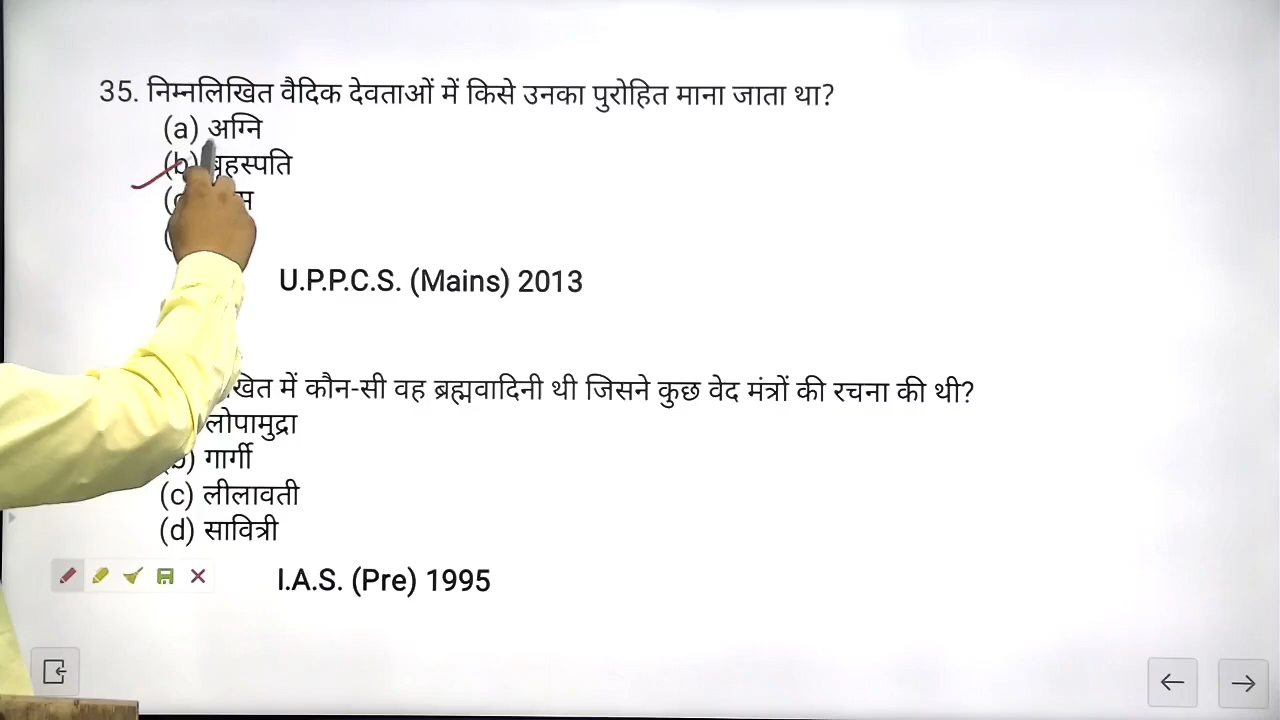 35. निम्नलिखित वैदिक देवताओं में किसे उनका पुरोहित माना जाता था?
(a) अग्नि
(b) बृहस्पति
U.P.P.C.S. (Mains) 2013
में कौन-सी वह ब्रह्मवादिनी थी जिसने कुछ वेद मंत्रों की रचना की थी?
लोपामुद्रा
(b) गार्गी
(c) लीलावती
(d) सावित्री
I.A.S. (Pre) 1995